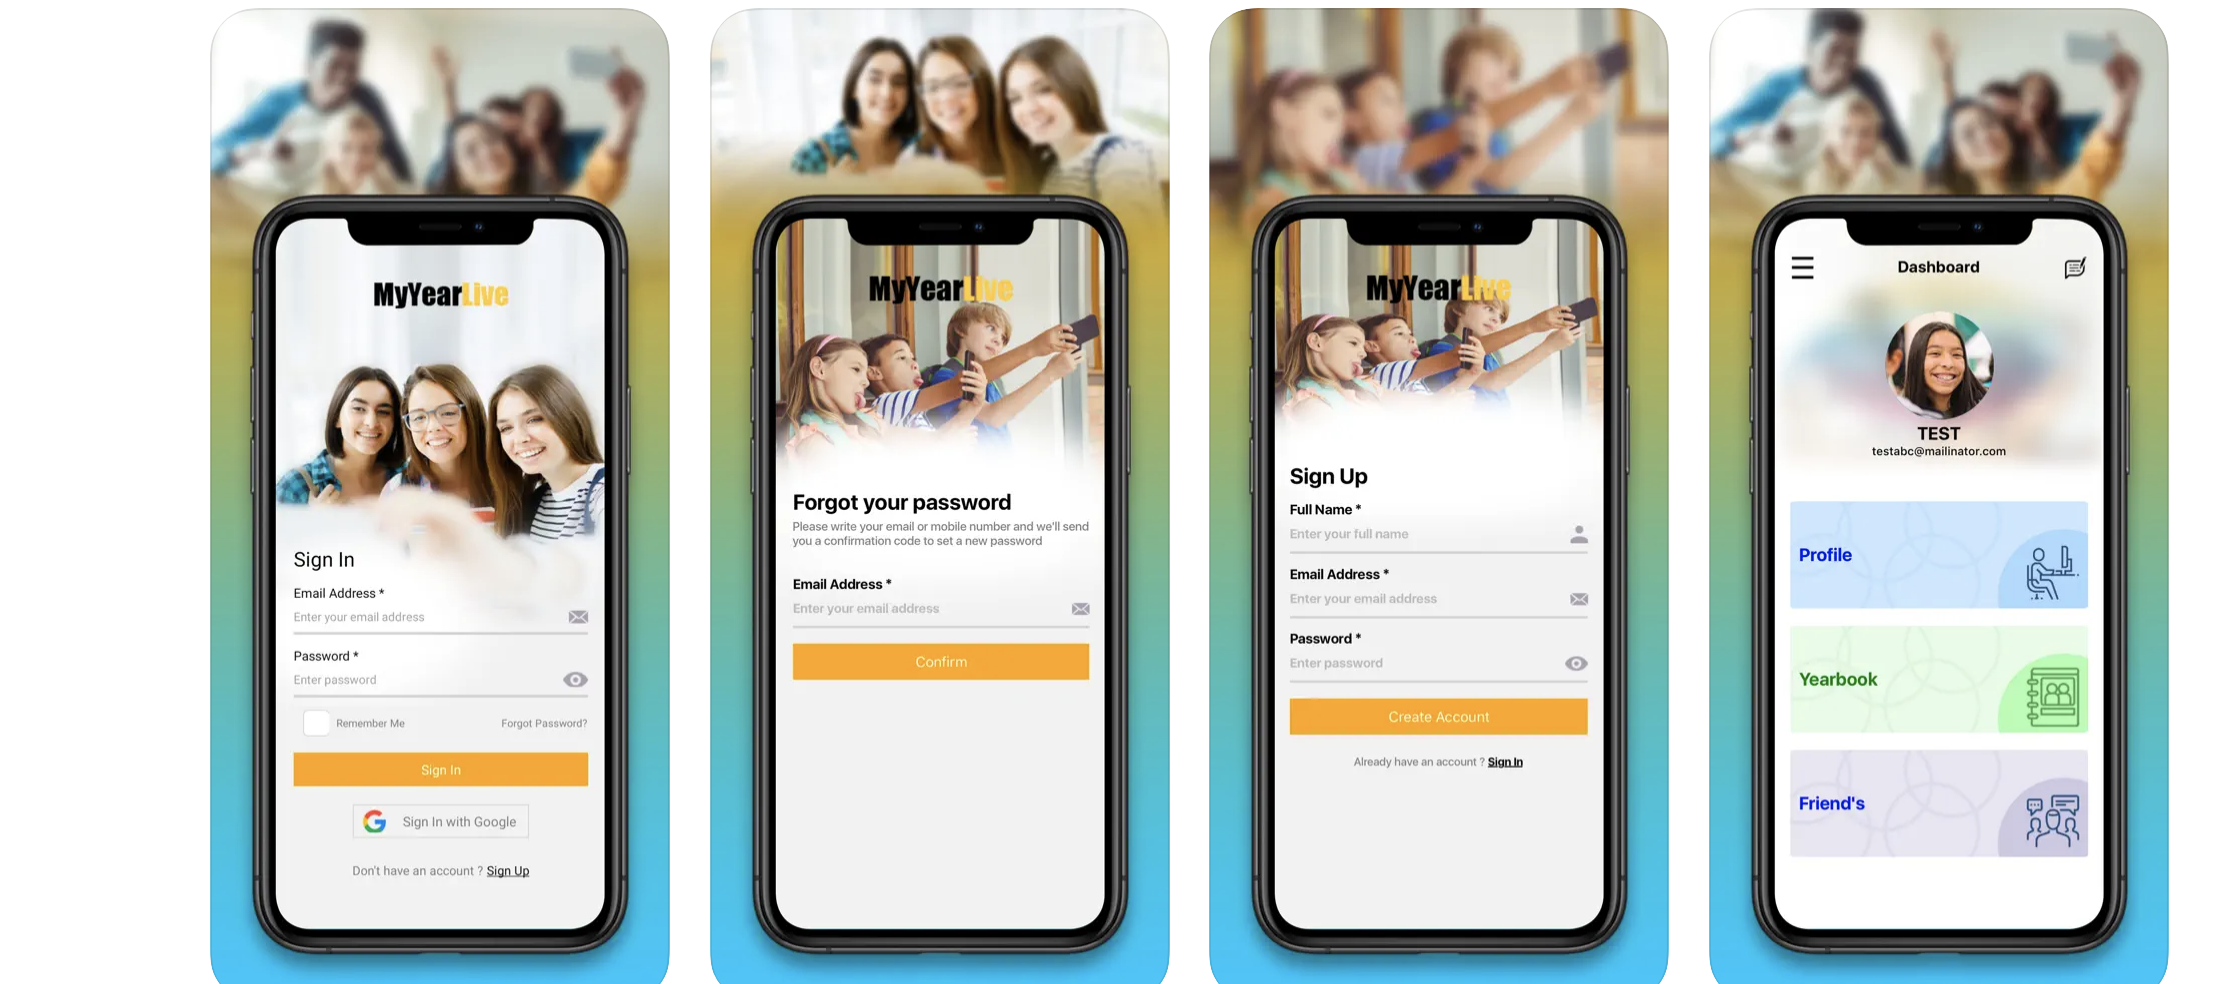 MyYearLive
Sign In
Email Address *
Enter your email address
Password *
Enter password
Remember Me
Forgot Password?
Sign In
Sign In with Google
Don't have an account ? Sign Up
MyYearLive
Forgot your password
Please write your email or mobile number and we'll send
you a confirmation code to set a new password
Email Address *
Enter your email address
Confirm
MyYearLive
Sign Up
Full Name *
Enter your full name
Email Address *
Enter your email address
Password *
Enter password
Create Account
Already have an account ? Sign In
Dashboard
TEST
testabc@mailinator.com
Profile
Yearbook
Friend's